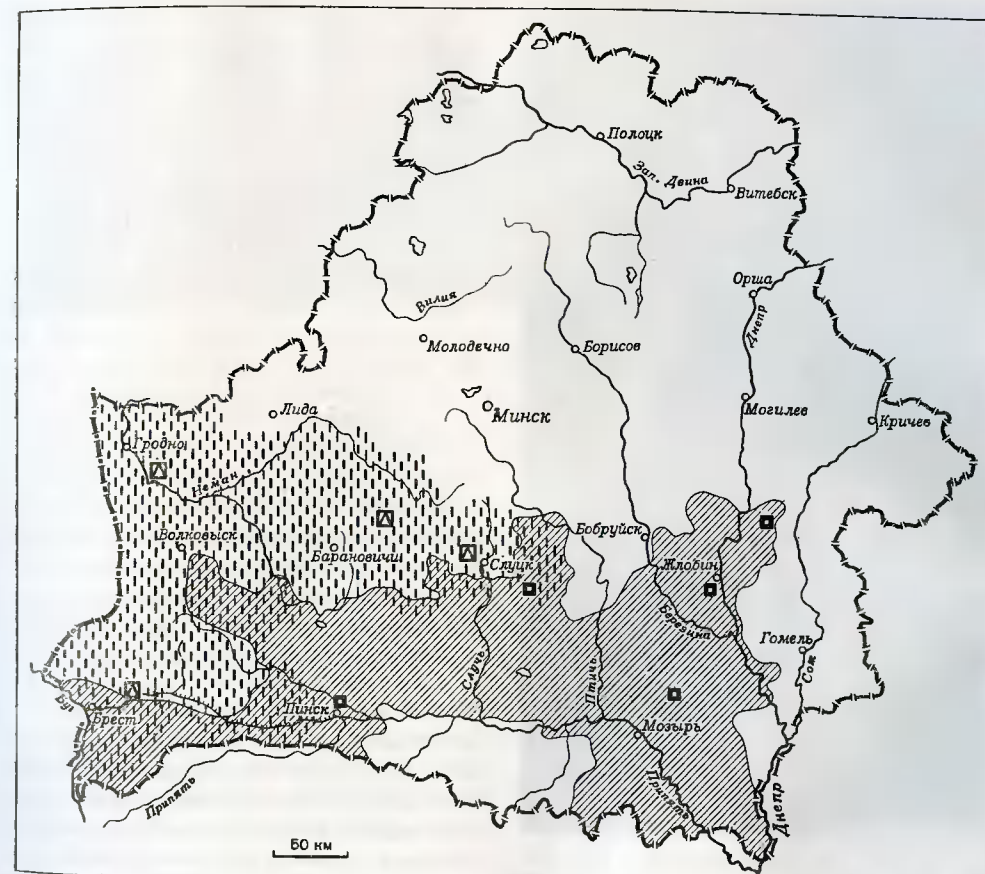 Полоцк
Зап. Двина
Витебск
Орша
Вилия
Днепр
Молодечно
Борисов
Лида
Минск
Могилев
Кричев
Гродно
Неман
Волковыск
Барановичи
Слуцк
Бобруйск
Жлобин
Березина
Гомель
Сож
Случь
Птичь
Буг
Брест
Пинск
Мозырь
Припять
Припять
Днепр
50 км